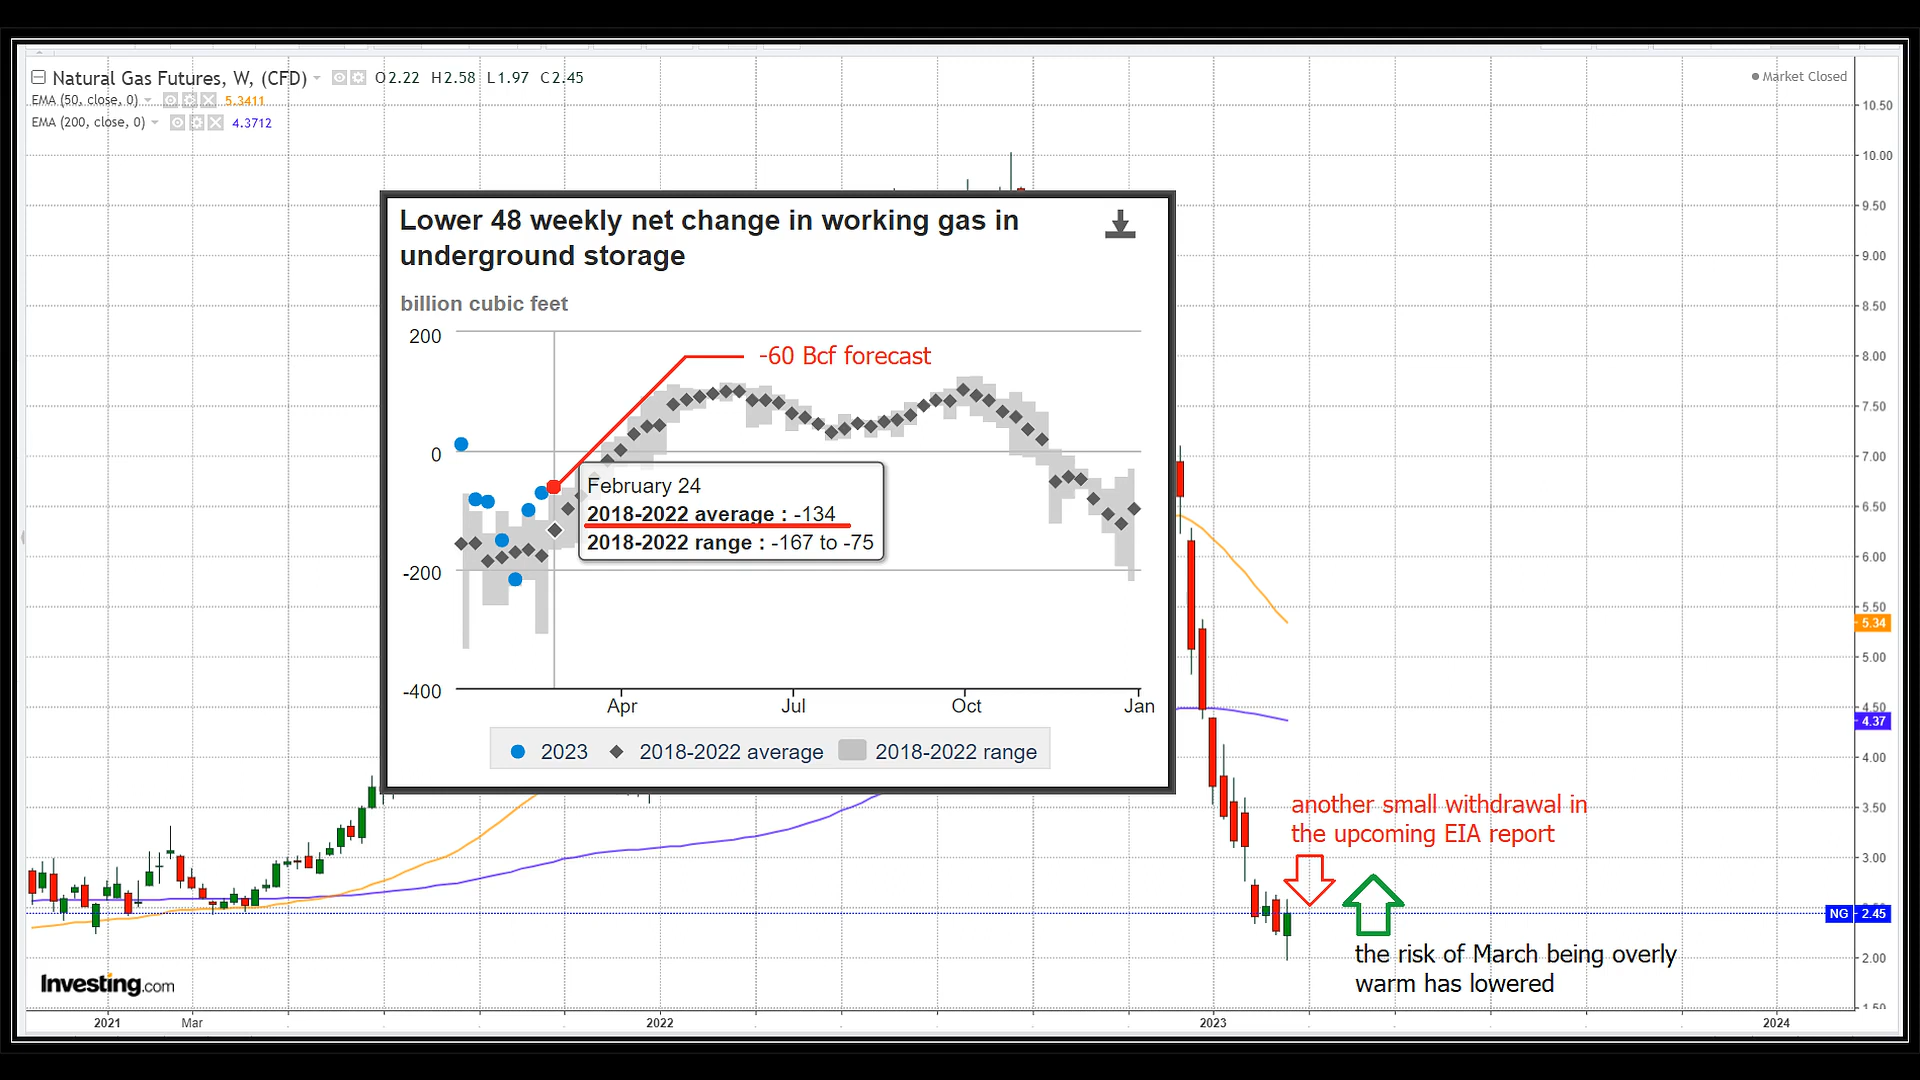 Natural Gas Futures, W, (CFD) O2.22 H2.58 L1.97 C2.45
Market Closed
EMA (50, close, 0) 5.3411
EMA (200, close, 0) 4.3712
Lower 48 weekly net change in working gas in
underground storage
billion cubic feet
200
0
-200
-400
-60 Bcf forecast
February 24
2018-2022 average : -134
2018-2022 range : -167 to -75
Apr Jul Oct Jan
2023 2018-2022 average 2018-2022 range
another small withdrawal in
the upcoming EIA report
the risk of March being overly
warm has lowered
10.50
10.00
9.50
9.00
8.50
8.00
7.50
7.00
6.50
6.00
5.50
5.34
5.00
4.50
4.37
4.00
3.50
3.00
NG 2.45
2.00
1.50
Investing.com
2021 Mar 2022 2023 2024